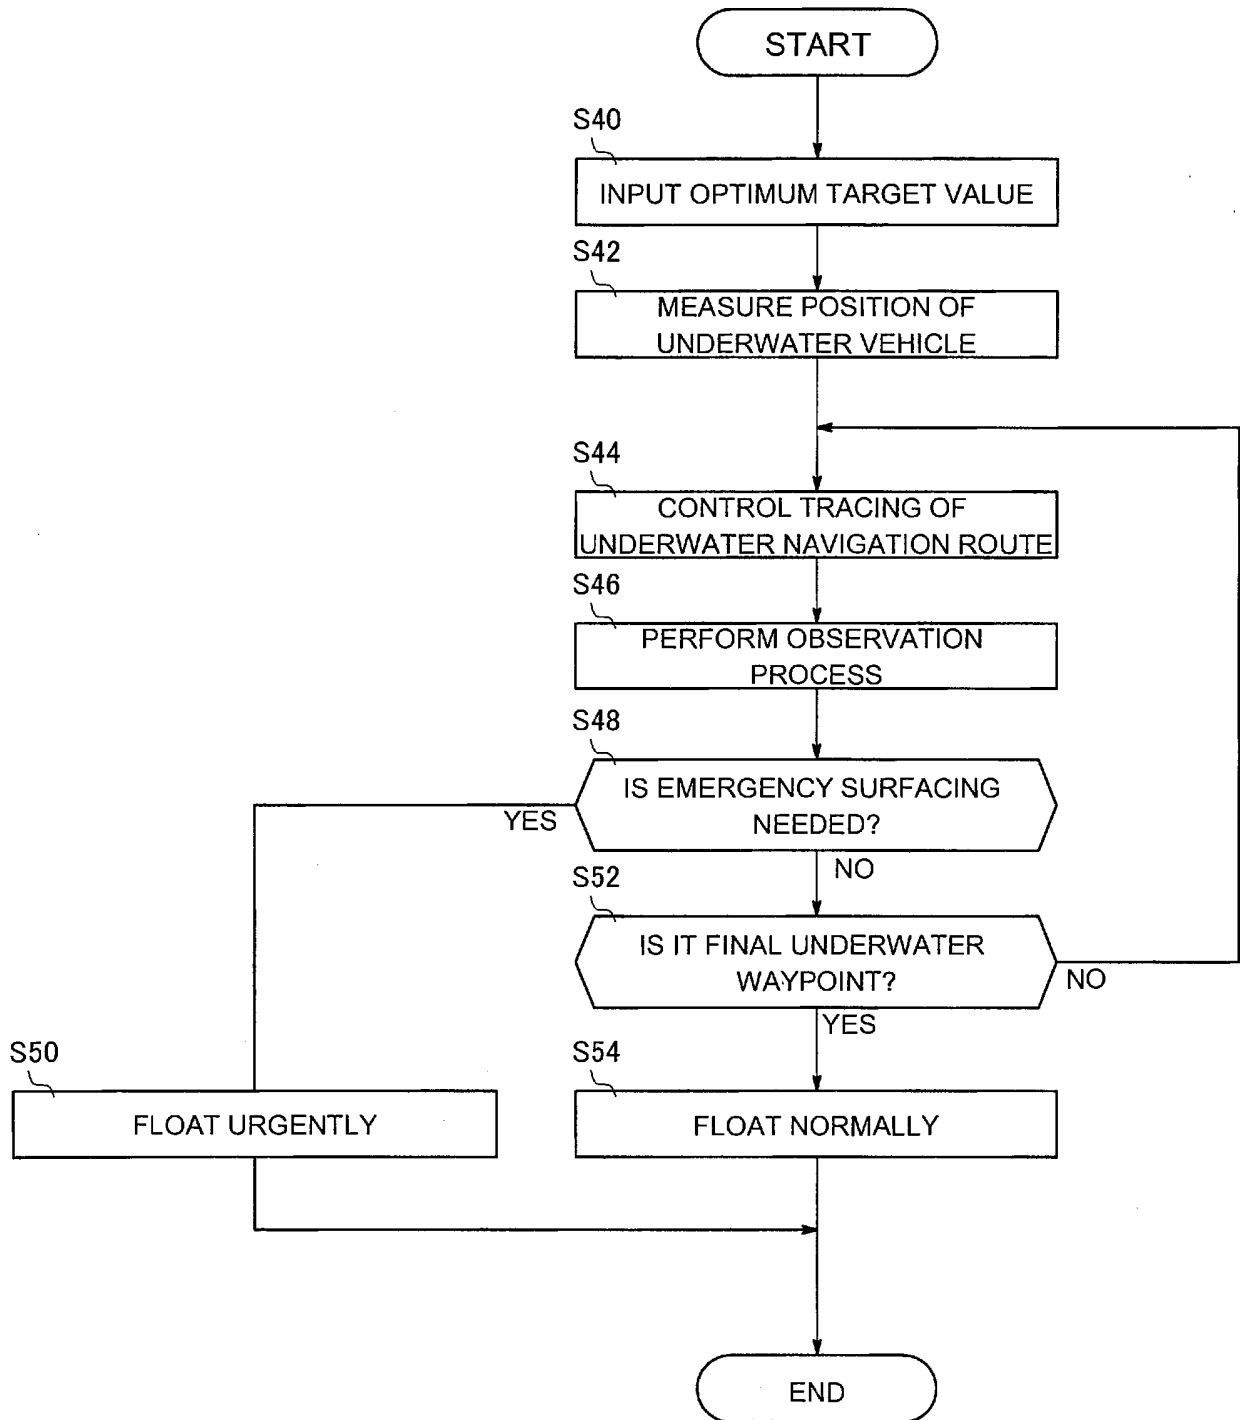 START
S40
INPUT OPTIMUM TARGET VALUE
S42
MEASURE POSITION OF
UNDERWATER VEHICLE
S44
CONTROL TRACING OF
UNDERWATER NAVIGATION ROUTE
S46
PERFORM OBSERVATION
PROCESS
S48
IS EMERGENCY SURFACING
NEEDED?
YES
NO
S52
IS IT FINAL UNDERWATER
WAYPOINT?
NO
YES
S50
FLOAT URGENTLY
S54
FLOAT NORMALLY
END